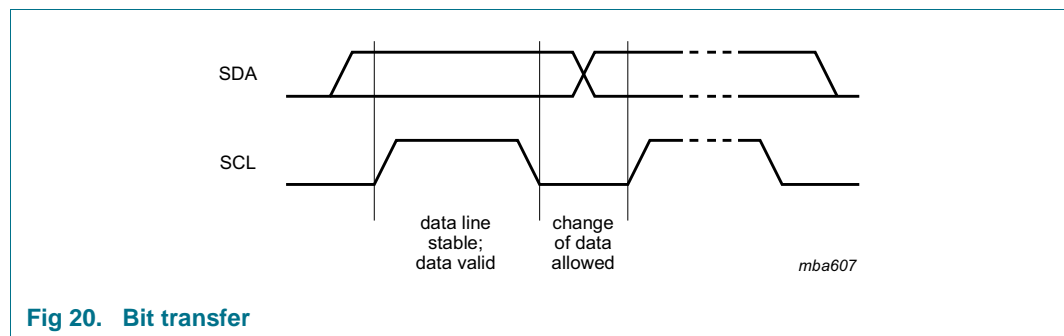 SDA
SCL
data line
stable;
data valid
change
of data
allowed
mba607
Fig 20. Bit transfer